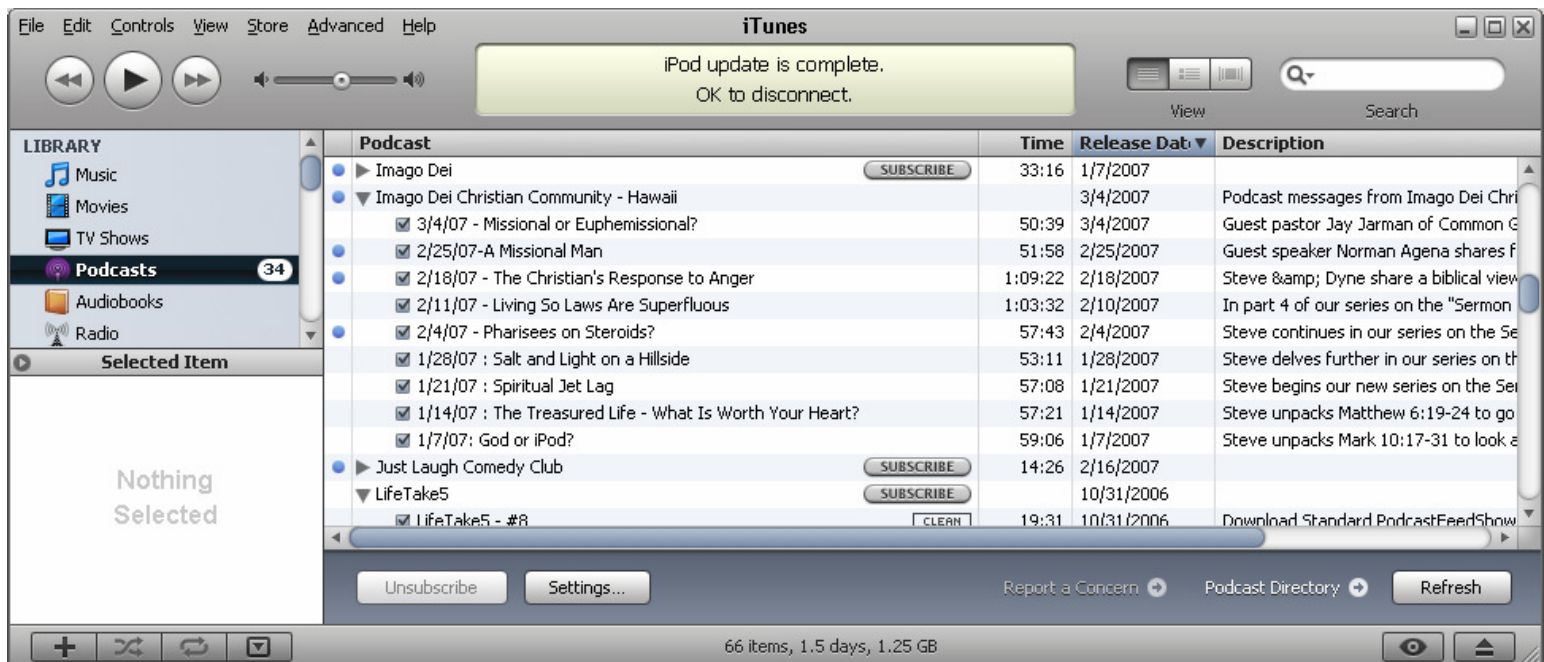 File Edit Controls View Store Advanced Help
iTunes
iPod update is complete.
OK to disconnect.
View
Search
LIBRARY
Music
Movies
TV Shows
Podcasts 34
Audiobooks
Radio
Selected Item
Nothing
Selected
Podcast Time Release Dat Description
Imago Dei SUBSCRIBE 33:16 1/7/2007
Imago Dei Christian Community - Hawaii 3/4/2007 Podcast messages from Imago Dei Chri
3/4/07 - Missional or Euphemissional? 50:39 3/4/2007 Guest pastor Jay Jarman of Common G
2/25/07-A Missional Man 51:58 2/25/2007 Guest speaker Norman Agena shares f
2/18/07 - The Christian's Response to Anger 1:09:22 2/18/2007 Steve &amp; Dyne share a biblical view
2/11/07 - Living So Laws Are Superfluous 1:03:32 2/10/2007 In part 4 of our series on the "Sermon
2/4/07 - Pharisees on Steroids? 57:43 2/4/2007 Steve continues in our series on the Se
1/28/07 : Salt and Light on a Hillside 53:11 1/28/2007 Steve delves further in our series on th
1/21/07 : Spiritual Jet Lag 57:08 1/21/2007 Steve begins our new series on the Ser
1/14/07 : The Treasured Life - What Is Worth Your Heart? 57:21 1/14/2007 Steve unpacks Matthew 6:19-24 to go
1/7/07: God or iPod? 59:06 1/7/2007 Steve unpacks Mark 10:17-31 to look a
Just Laugh Comedy Club SUBSCRIBE 14:26 2/16/2007
LifeTake5 SUBSCRIBE 10/31/2006
LifeTake5 - #8 CLEAN 19:31 10/31/2006 Download Standard PodcastFeedShow
Unsubscribe Settings... Report a Concern Podcast Directory Refresh
66 items, 1.5 days, 1.25 GB